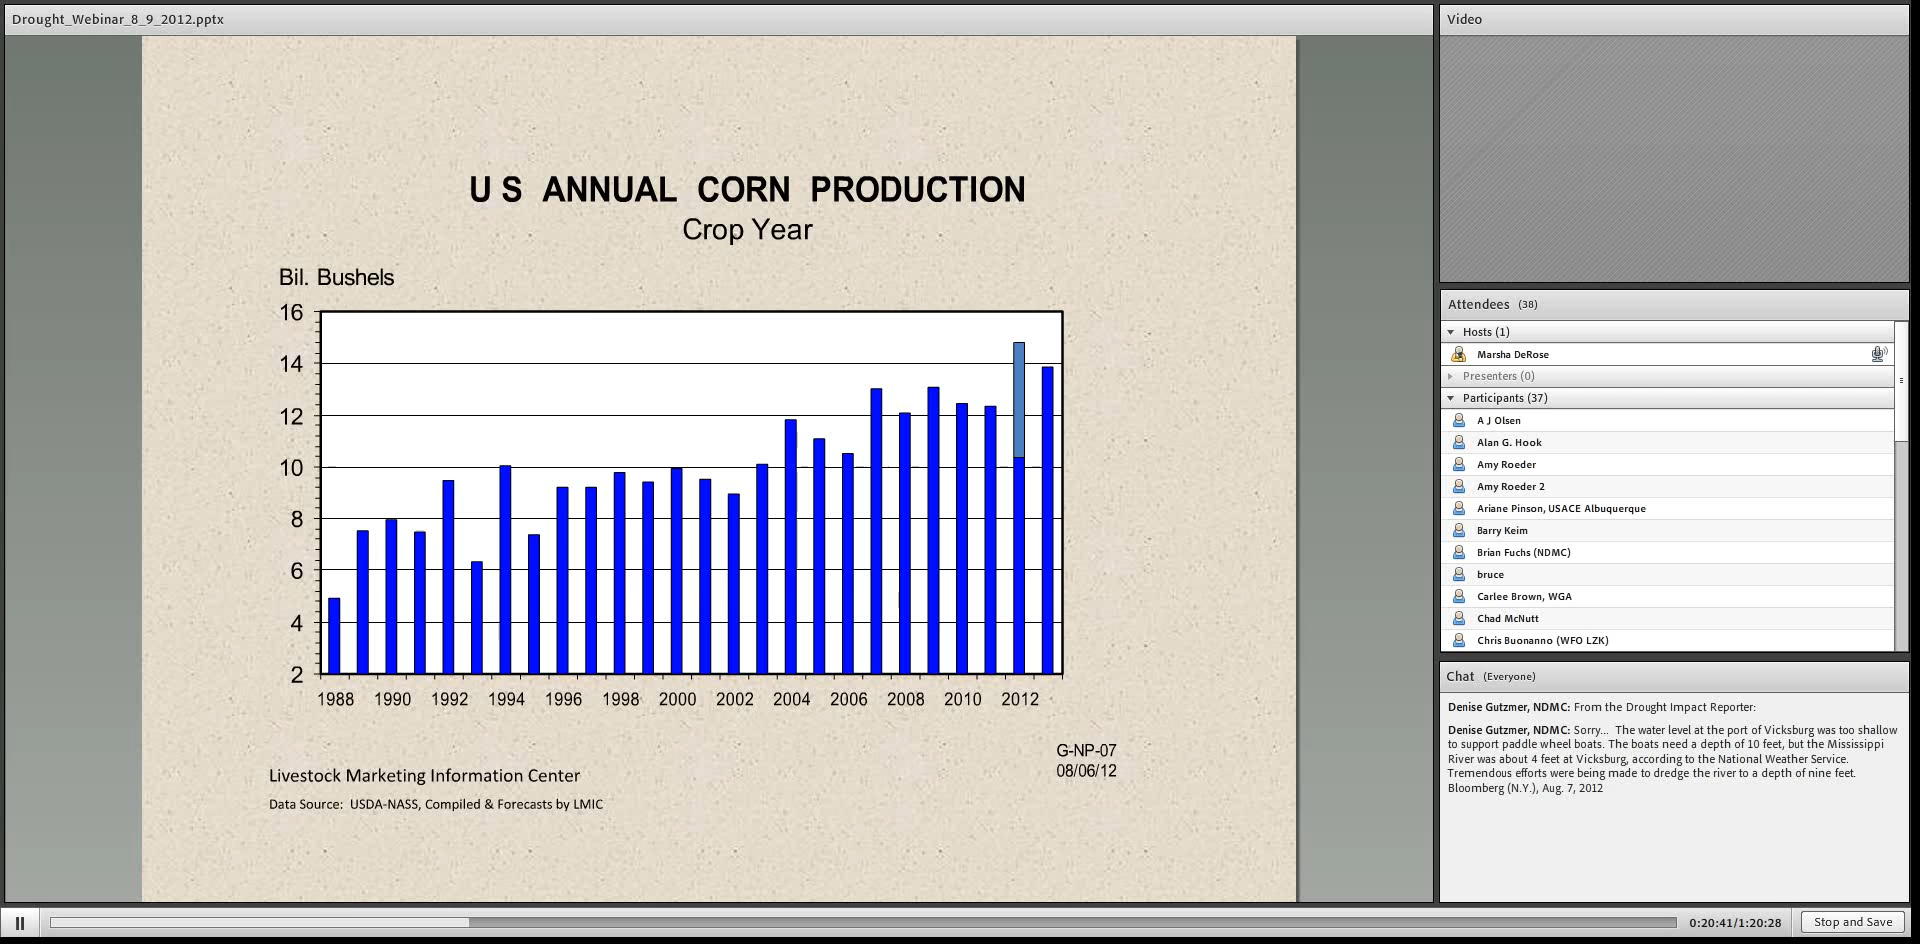 Drought_Webinar_8_9_2012.pptx
U S ANNUAL CORN PRODUCTION
Crop Year
Bil. Bushels
16
14
12
10
8
6
4
2
1988 1990 1992 1994 1996 1998 2000 2002 2004 2006 2008 2010 2012
G-NP-07
08/06/12
Livestock Marketing Information Center
Data Source: USDA-NASS, Compiled & Forecasts by LMIC
Video
Attendees (38)
Hosts (1)
Marsha DeRose
Presenters (0)
Participants (37)
A J Olsen
Alan G. Hook
Amy Roeder
Amy Roeder 2
Ariane Pinson, USACE Albuquerque
Barry Keim
Brian Fuchs (NDMC)
bruce
Carlee Brown, WGA
Chad McNutt
Chris Buonanno (WFO LZK)
Chat (Everyone)
Denise Gutzmer, NDMC: From the Drought Impact Reporter:
Denise Gutzmer, NDMC: Sorry... The water level at the port of Vicksburg was too shallow
to support paddle wheel boats. The boats need a depth of 10 feet, but the Mississippi
River was about 4 feet at Vicksburg, according to the National Weather Service.
Tremendous efforts were being made to dredge the river to a depth of nine feet.
Bloomberg (N.Y.), Aug. 7, 2012
0:20:41/1:20:28
Stop and Save